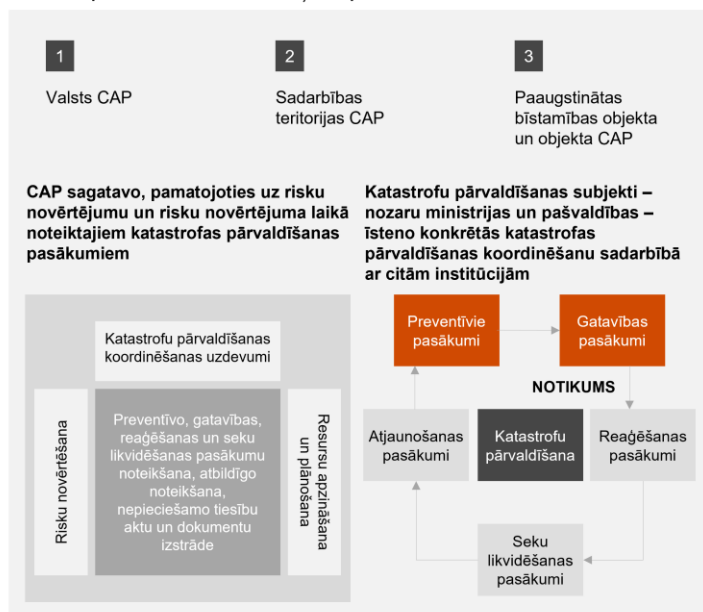 1
Valsts CAP
2
Sadarbības
teritorijas CAP
3
Paaugstinātas
bīstamības objekta
un objekta CAP
CAP sagatavo, pamatojoties uz risku
novērtējumu un risku novērtējuma laikā
noteiktajiem katastrofas pārvaldīšanas
pasākumiem
Katastrofu pārvaldīšanas
koordinēšanas uzdevumi
Risku novērtēšana
Preventīvo, gatavības,
reaģēšanas un seku
likvidēšanas pasākumu
noteikšana, atbildīgo
noteikšana,
nepieciešamo tiesību
aktu un dokumentu
izstrāde
Resursu apzināšana
un plānošana
Katastrofu pārvaldīšanas subjekti –
nozaru ministrijas un pašvaldības –
īsteno konkrētās katastrofas
pārvaldīšanas koordinēšanu sadarbībā
ar citām institūcijām
Preventīvie
pasākumi
Gatavības
pasākumi
NOTIKUMS
Atjaunošanas
pasākumi
Katastrofu
pārvaldīšana
Reaģēšanas
pasākumi
Seku
likvidēšanas
pasākumi